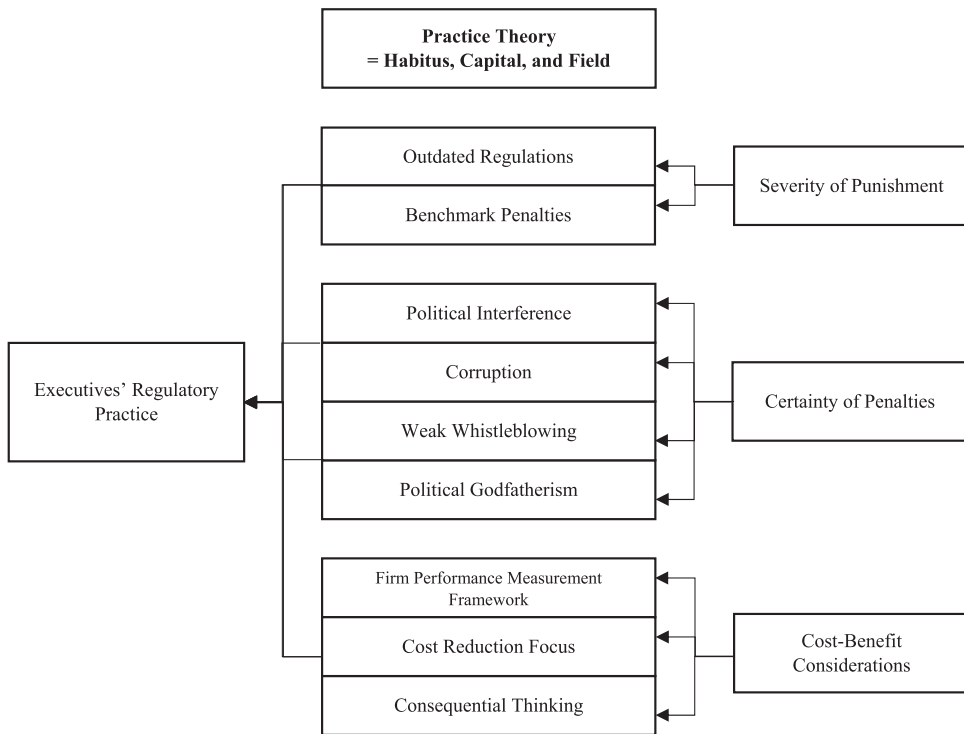 Practice Theory
= Habitus, Capital, and Field
Outdated Regulations
Benchmark Penalties
Severity of Punishment
Political Interference
Corruption
Weak Whistleblowing
Political Godfatherism
Executives’ Regulatory
Practice
Certainty of Penalties
Firm Performance Measurement
Framework
Cost Reduction Focus
Consequential Thinking
Cost-Benefit
Considerations